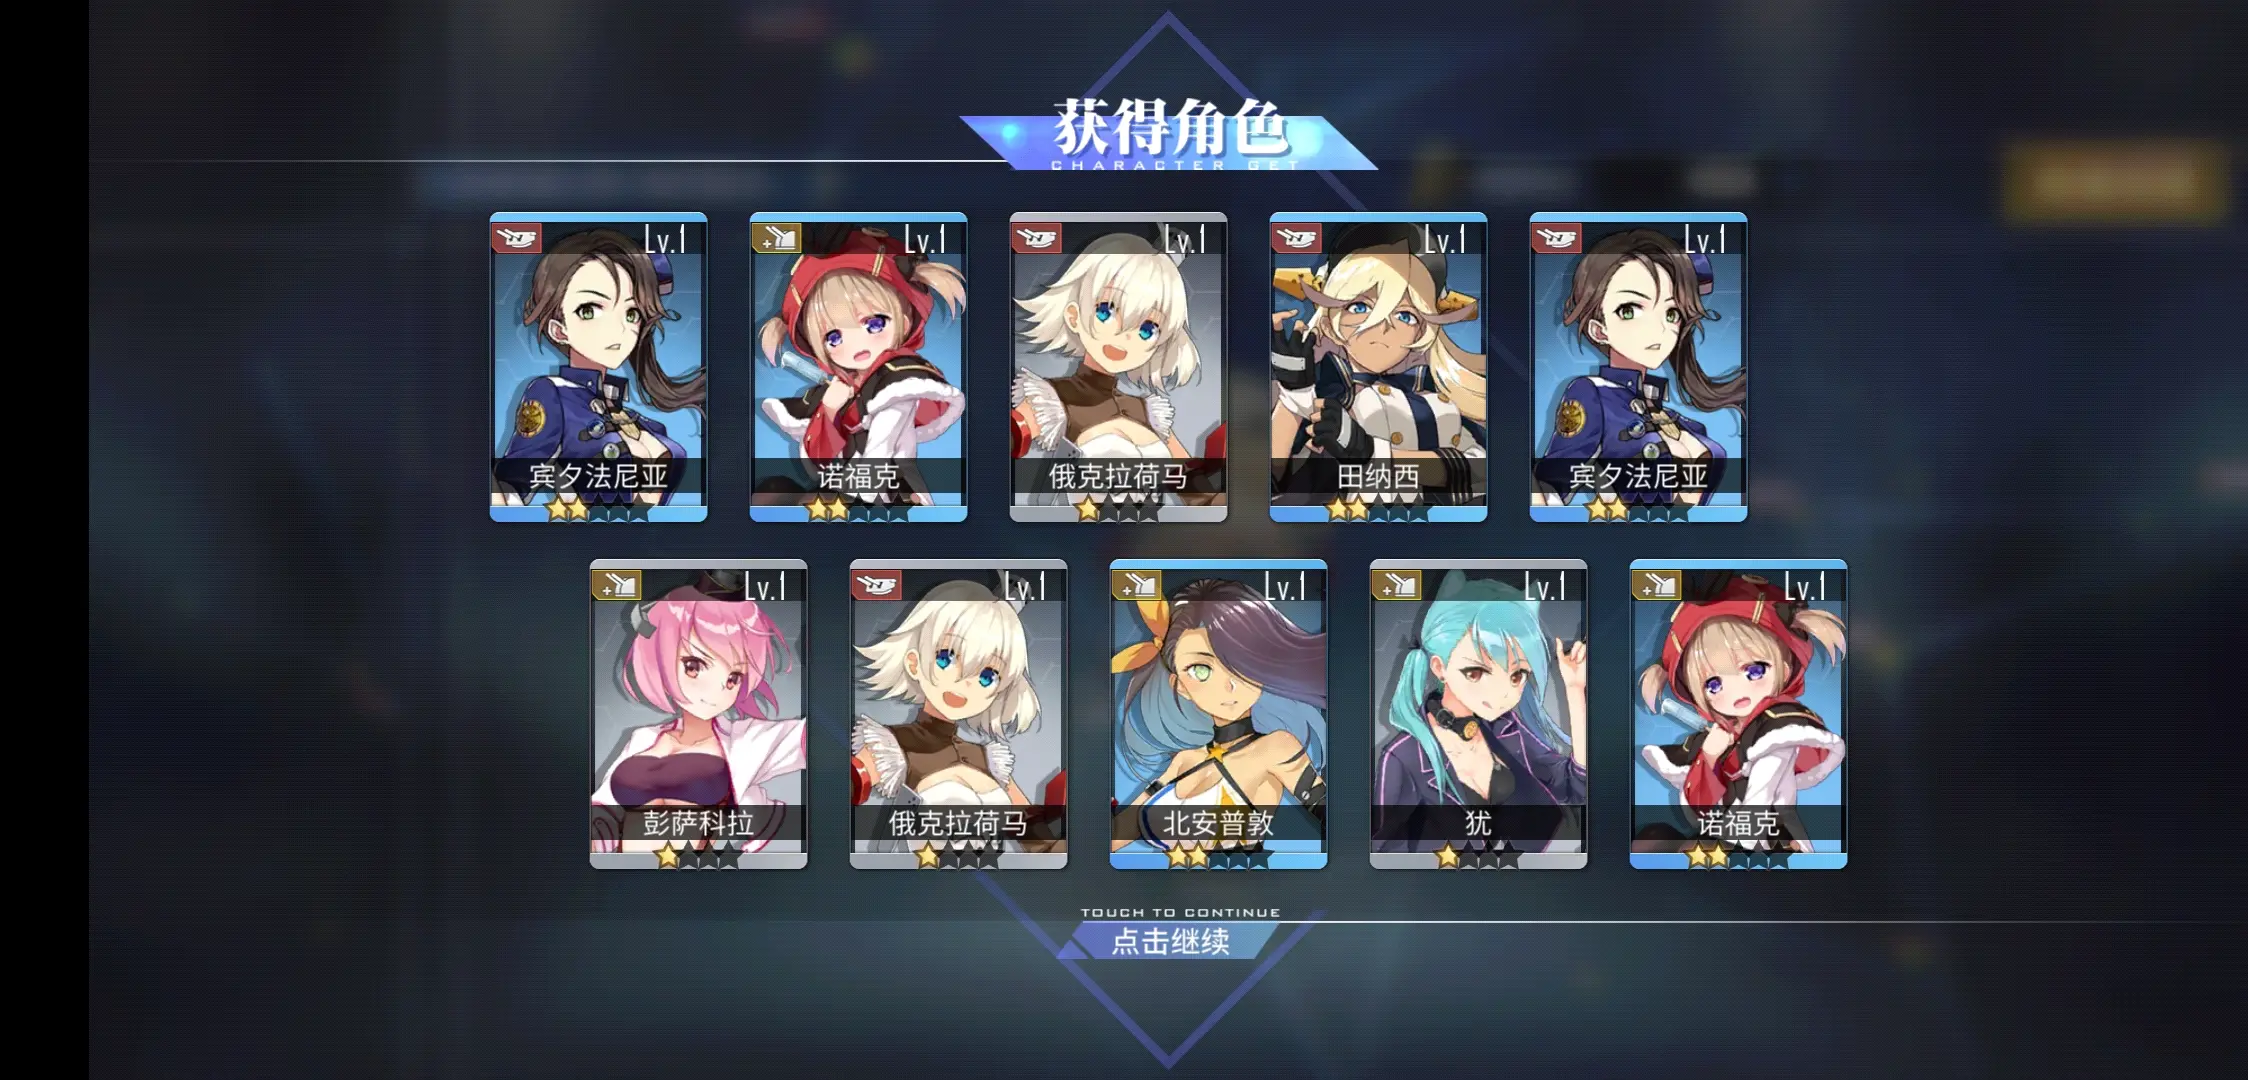 获得角色
CHARACTER GET
Lv.1
Lv.1
Lv.1
Lv.1
Lv.1
宾夕法尼亚
诺福克
俄克拉荷马
田纳西
宾夕法尼亚
Lv.1
Lv.1
Lv.1
Lv.1
Lv.1
彭萨科拉
俄克拉荷马
北安普敦
犹
诺福克
TOUCH TO CONTINUE
点击继续